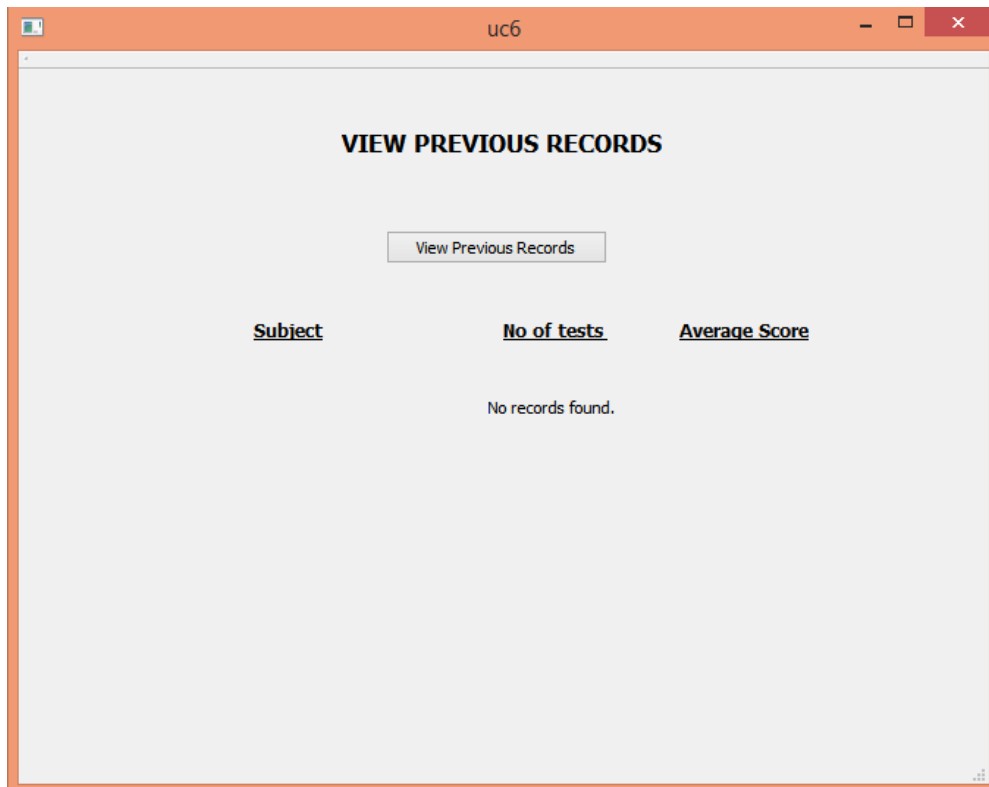 uc6
VIEW PREVIOUS RECORDS
View Previous Records
Subject No of tests Average Score
No records found.